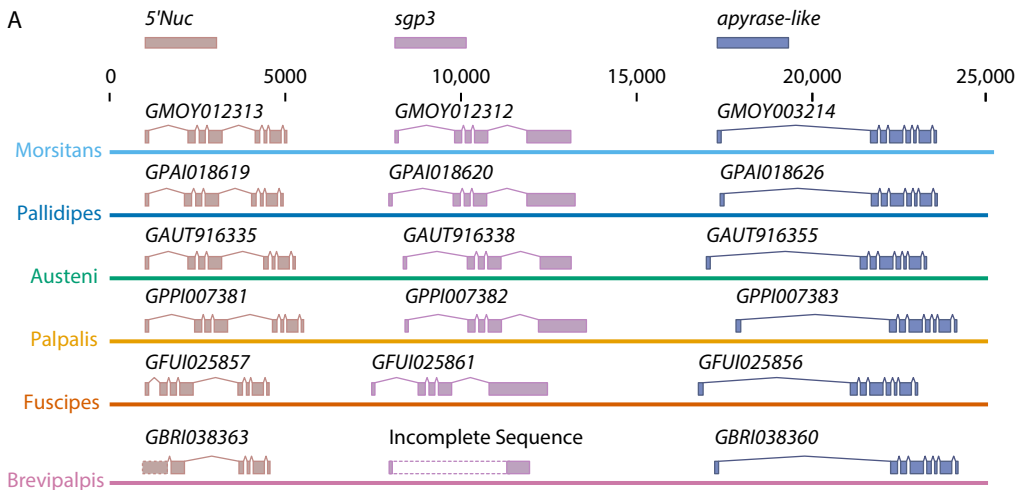 A
5'Nuc sgp3 apyrase-like
0 5000 10,000 15,000 20,000 25,000
GMOY012313 GMOY012312 GMOY003214
Morsitans
GPAI018619 GPAI018620 GPAI018626
Pallidipes
GAUT916335 GAUT916338 GAUT916355
Austeni
GPPI007381 GPPI007382 GPPI007383
Palpalis
GFUI025857 GFUI025861 GFUI025856
Fuscipes
GBRI038363 Incomplete Sequence GBRI038360
Brevipalpis